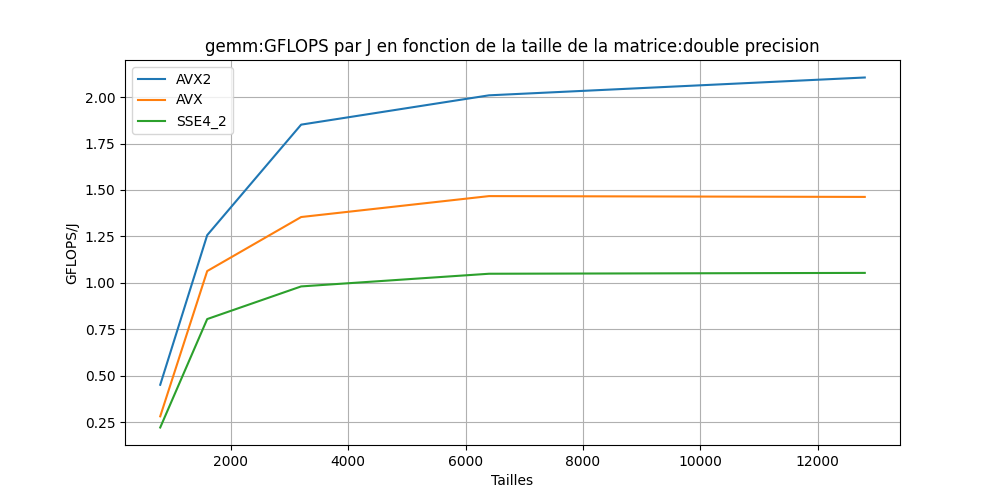 gemm:GFLOPS par J en fonction de la taille de la matrice:double precision
AVX2
AVX
SSE4_2
2.00
1.75
1.50
1.25
1.00
0.75
0.50
0.25
GFLOPS/J
2000 4000 6000 8000 10000 12000
Tailles